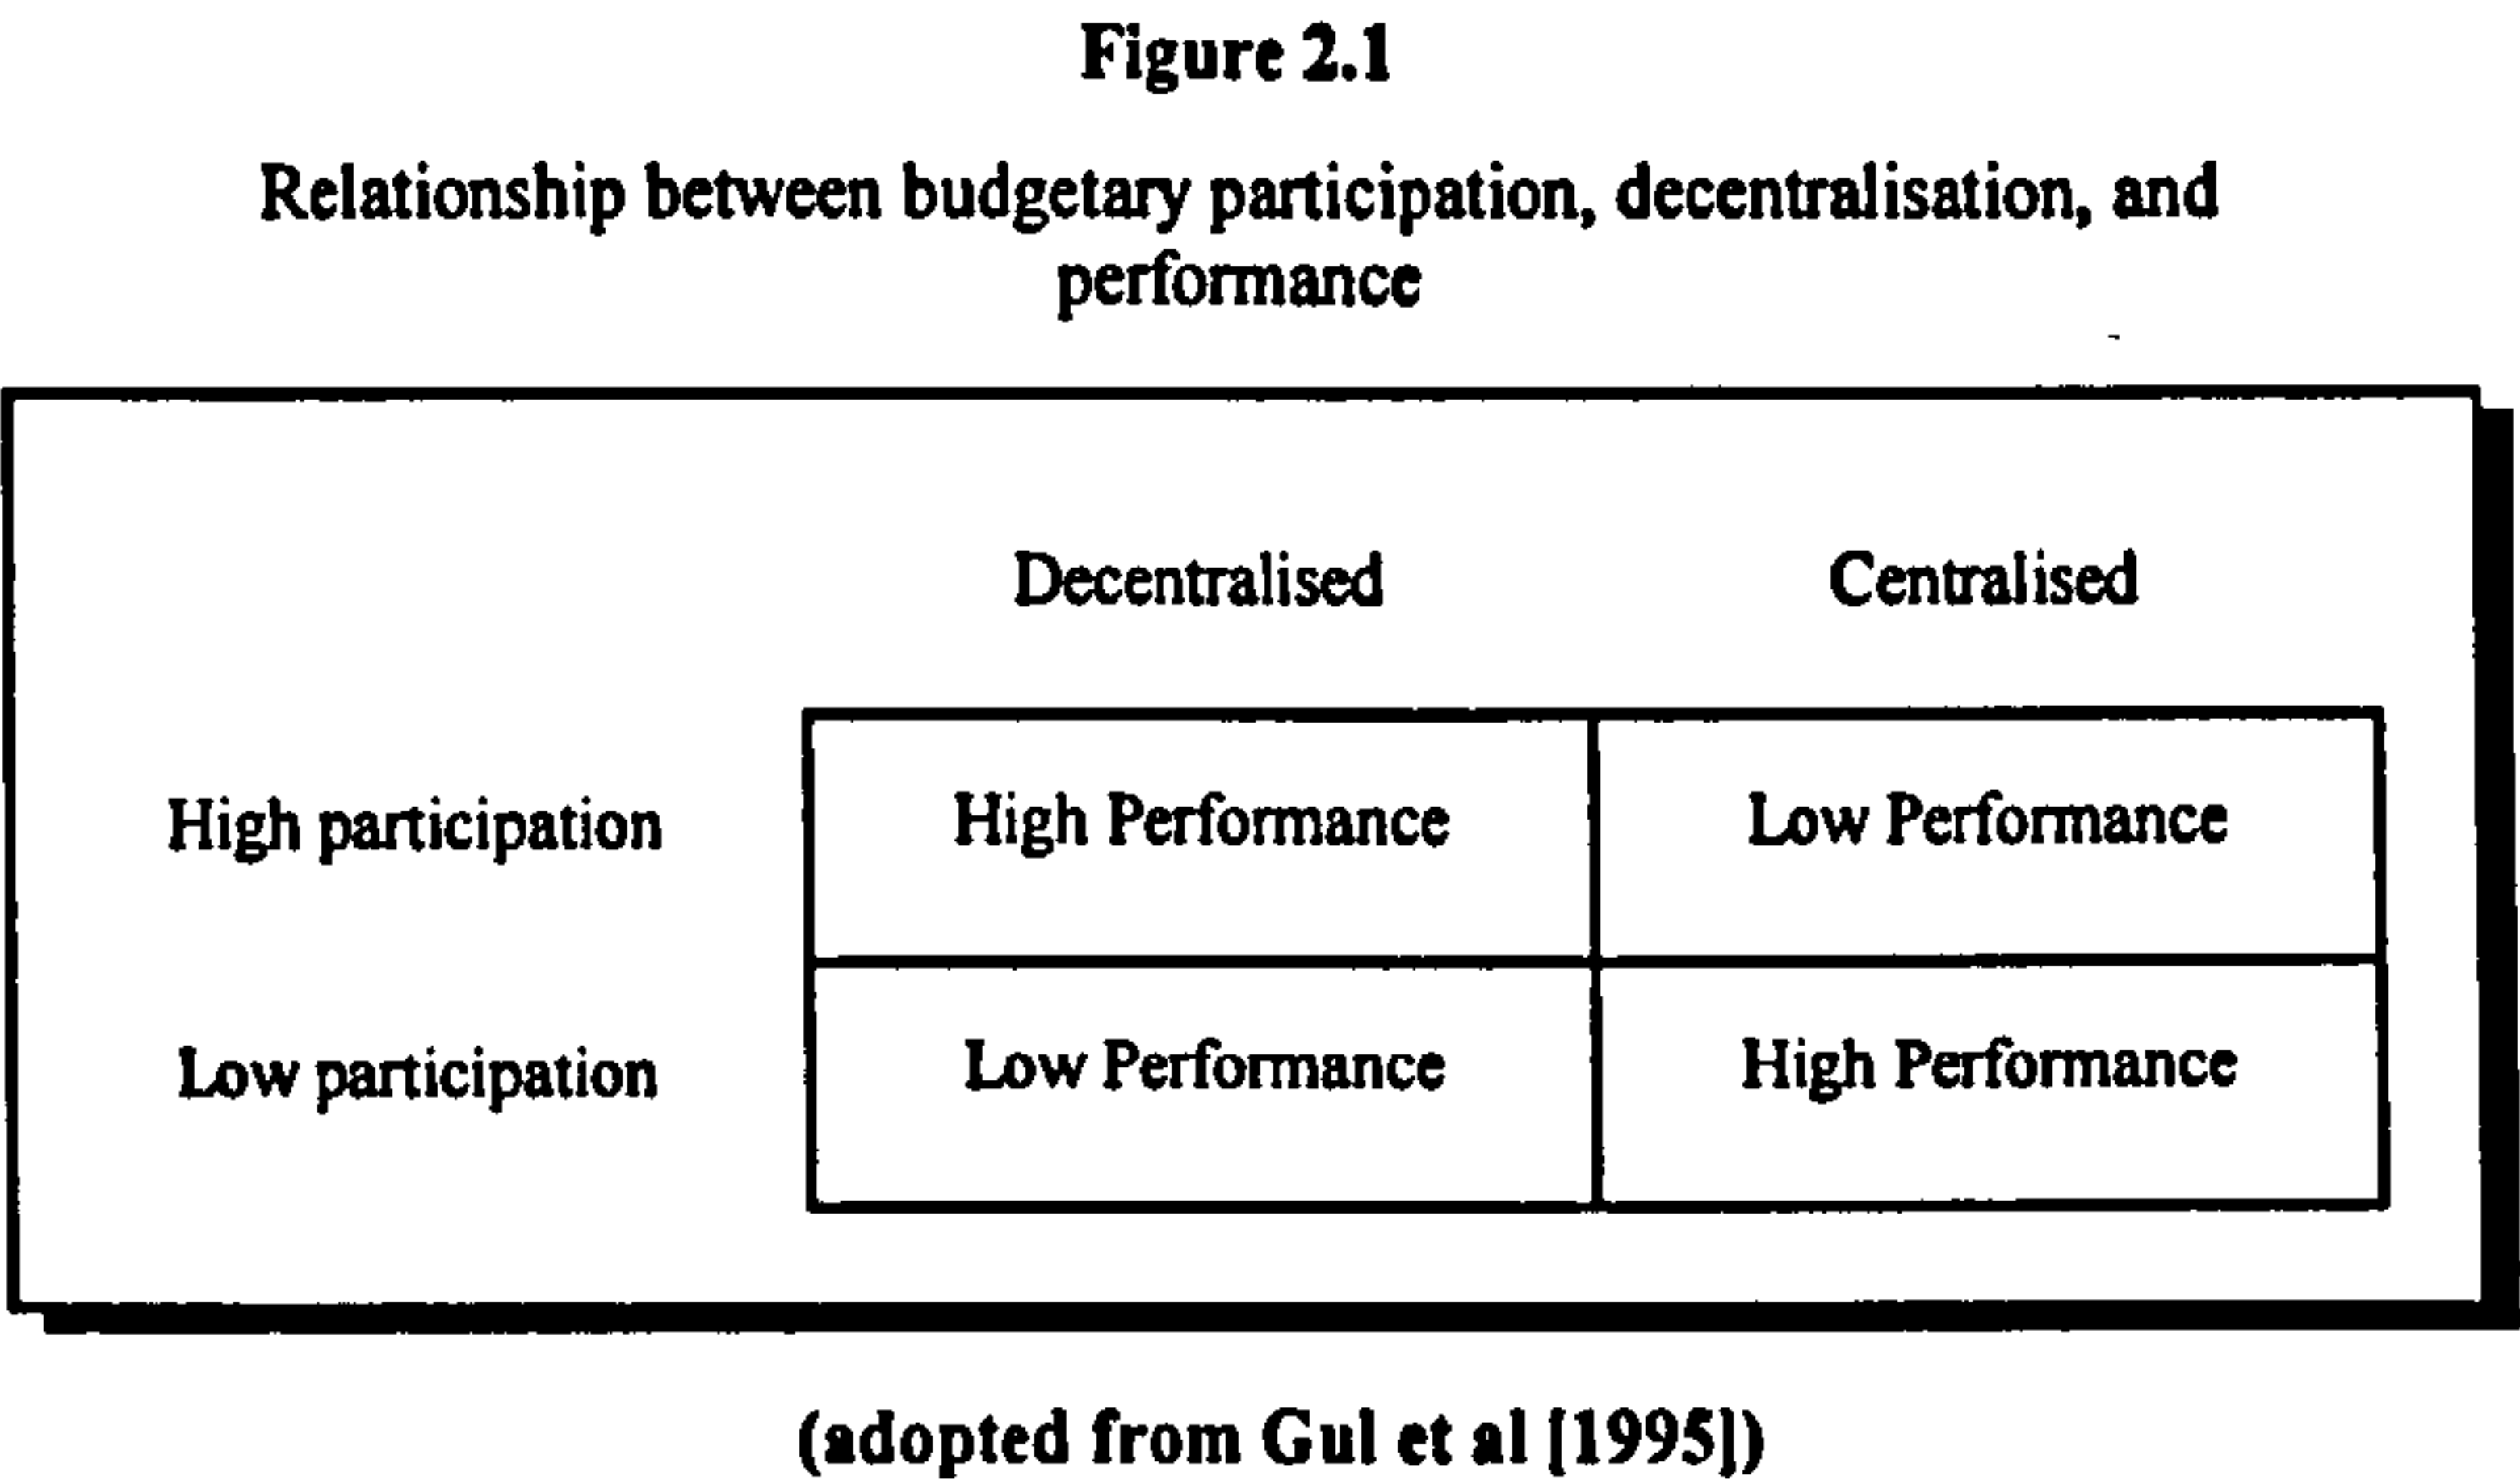 Figure 2.1
Relationship between budgetary participation, decentralisation, and
performance
Decentralised Centralised
High participation High Performance Low Performance
Low participation Low Performance High Performance
(adopted from Gul et al [1995])